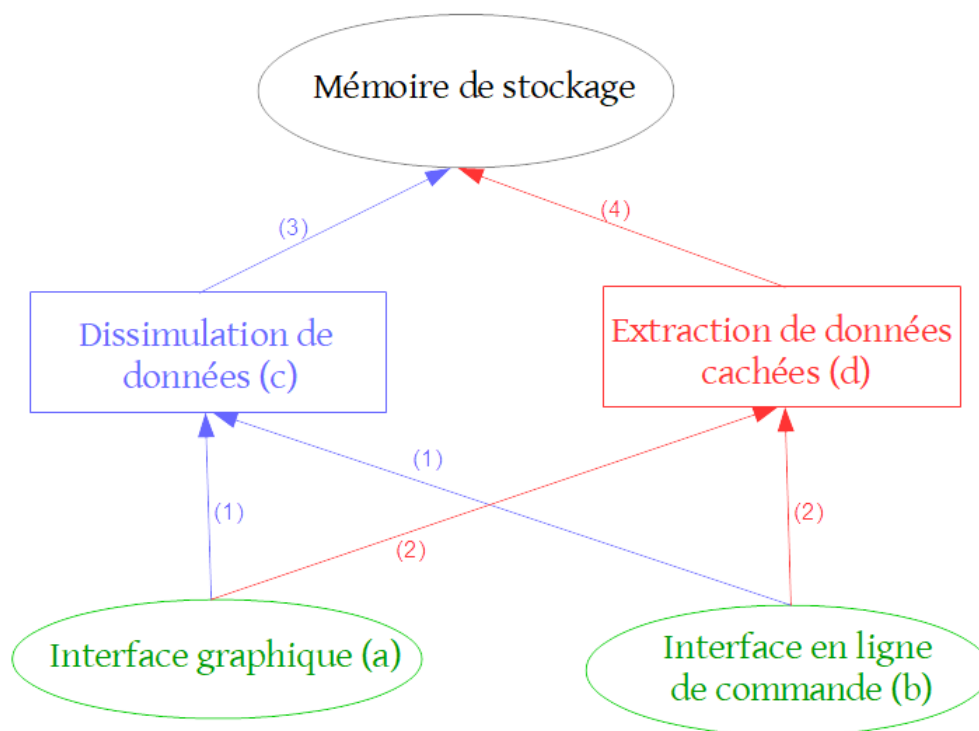 Mémoire de stockage
(3)
(4)
Dissimulation de
données (c)
Extraction de données
cachées (d)
(1)
(1)
(2)
(2)
Interface graphique (a)
Interface en ligne
de commande (b)